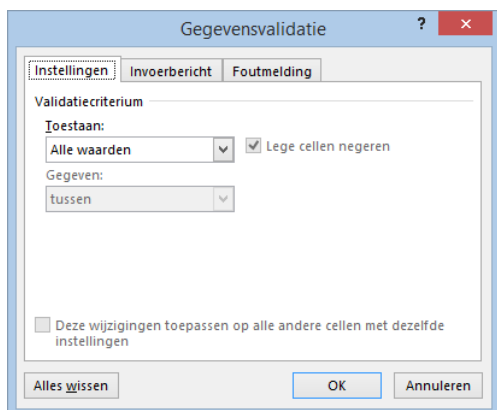 Gegevensvalidatie
?
Instellingen Invoerbericht Foutmelding
Validatiecriterium
Toestaan:
Alle waarden Lege cellen negeren
Gegeven:
tussen
Deze wijzigingen toepassen op alle andere cellen met dezelfde
instellingen
Alles wissen OK Annuleren